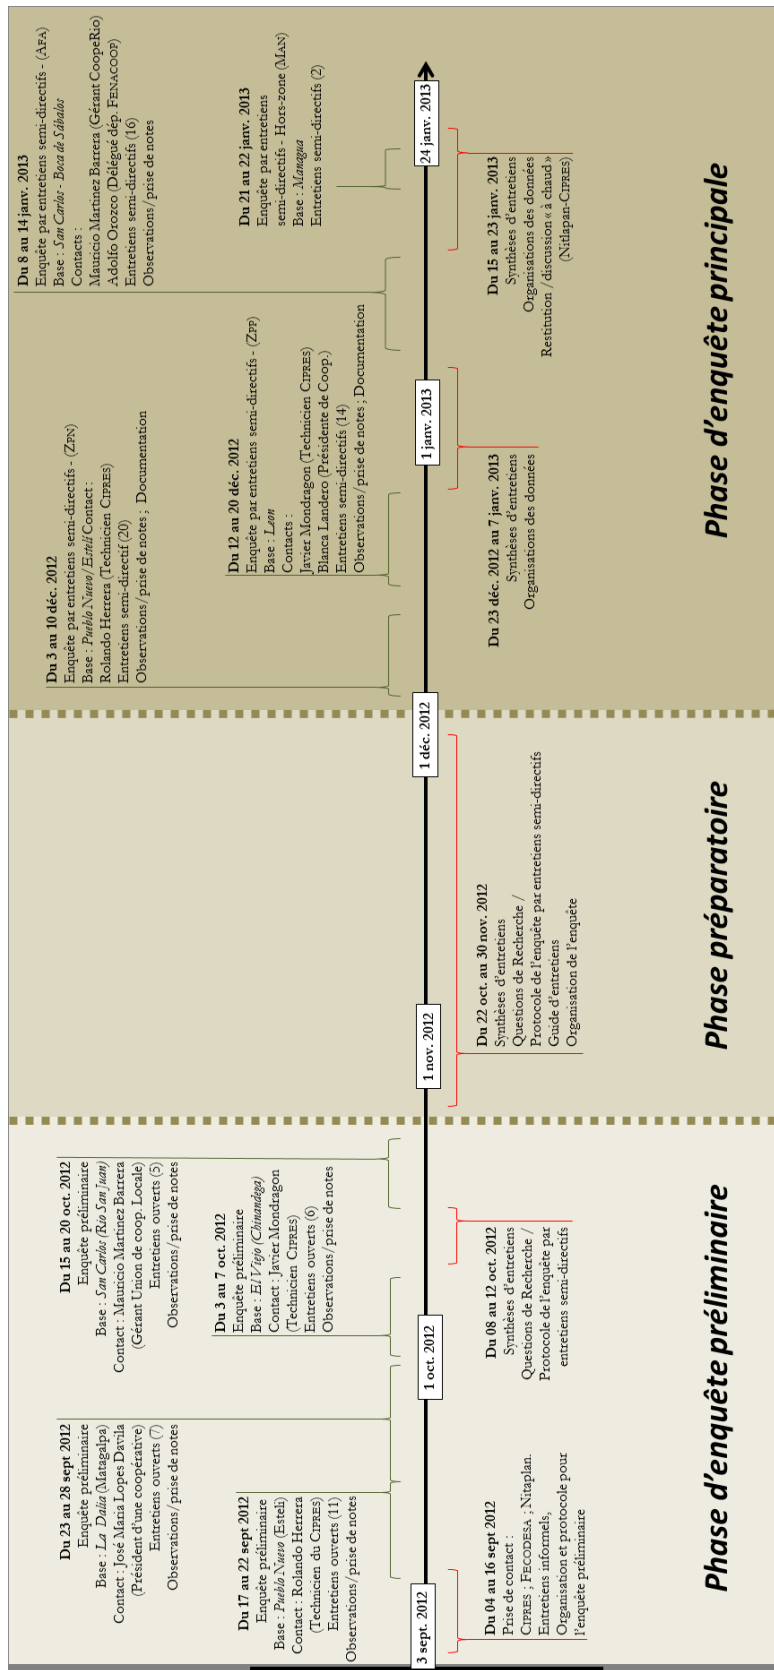 Du 23 au 28 sept 2012
Enquête préliminaire
Base : La Dalia (Matagalpa)
Contact : José Maria Lopes Davila
(Président d'une coopérative)
Entretiens ouverts (7)
Observations/prise de notes
Du 17 au 22 sept 2012
Enquête préliminaire
Base : Pueblo Nuevo (Esteli)
Contact : Rolando Herrera
(Technicien du CIPRES)
Entretiens ouverts (11)
Observations/prise de notes
Du 15 au 20 oct. 2012
Enquête préliminaire
Base : San Carlos (Rio San Juan)
Contact : Mauricio Martinez Barrera
(Gérant Union de coop. Locale)
Entretiens ouverts (5)
Observations/prise de notes
Du 3 au 7 oct. 2012
Enquête préliminaire
Base : El Viejo (Chinandega)
Contact : Javier Mondragon
(Technicien CIPRES)
Entretiens ouverts (6)
Observations/prise de notes
Du 3 au 10 déc. 2012
Enquête par entretiens semi-directifs - (ZPN)
Base : Pueblo Nuevo/Estelí Contact :
Rolando Herrera (Technicien CIPRES)
Entretiens semi-directif (20)
Observations/prise de notes ; Documentation
Du 12 au 20 déc. 2012
Enquête par entretiens semi-directifs - (ZPP)
Base : Leon
Contacts :
Javier Mondragon (Technicien CIPRES)
Blanca Landero (Présidente de Coop.)
Entretiens semi-directifs (14)
Observations/prise de notes ; Documentation
Du 8 au 14 janv. 2013
Enquête par entretiens semi-directifs - (AFA)
Base : San Carlos - Boca de Sábalos
Contacts :
Mauricio Martinez Barrera (Gérant CoopeRio)
Adolfo Orozco (Délégué dép. FENACOOP)
Entretiens semi-directifs (16)
Observations/prise de notes
Du 21 au 22 janv. 2013
Enquête par entretiens
semi-directifs - Hors-zone (MAN)
Base : Managua
Entretiens semi-directifs (2)
3 sept. 2012
1 oct. 2012
1 nov. 2012
1 déc. 2012
1 janv. 2013
24 janv. 2013
Du 04 au 16 sept 2012
Prise de contact :
CIPRES ; FECODESA ; Nitaplan.
Entretiens informels,
Organisation et protocole pour
l'enquête préliminaire
Du 08 au 12 oct. 2012
Synthèses d'entretiens
Questions de Recherche /
Protocole de l'enquête par
entretiens semi-directifs
Du 22 oct. au 30 nov. 2012
Synthèses d'entretiens
Questions de Recherche /
Protocole de l'enquête par entretiens semi-directifs
Guide d'entretiens
Organisation de l'enquête
Du 23 déc. 2012 au 7 janv. 2013
Synthèses d'entretiens
Organisations des données
Du 15 au 23 janv. 2013
Synthèses d'entretiens
Organisations des données
Restitution /discussion « à chaud »
(Nitlapan-CIPRES)
Phase d'enquête préliminaire
Phase préparatoire
Phase d'enquête principale